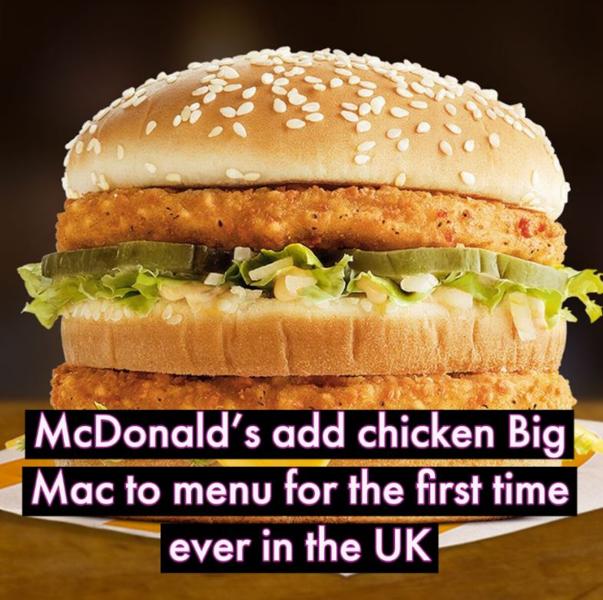 McDonald's add chicken Big
Mac to menu for the first time
ever in the UK